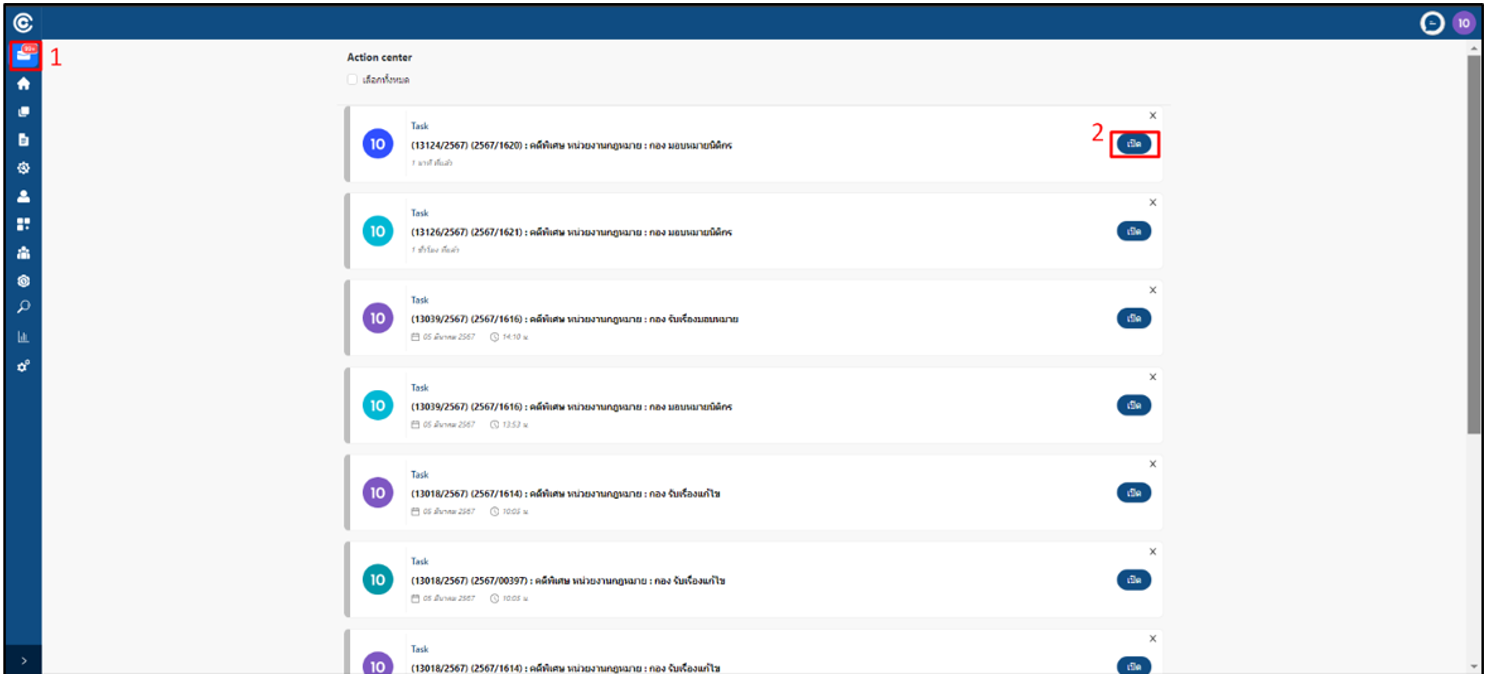 99+
1
10
Action center
เลือกทั้งหมด
Task
X
10
(13124/2567) (2567/1620) : คดีพิเศษ หน่วยงานกฎหมาย : กอง มอบหมายนิติกร
2
เปิด
1 นาที ที่แล้ว
Task
X
10
(13126/2567) (2567/1621) : คดีพิเศษ หน่วยงานกฎหมาย : กอง มอบหมายนิติกร
เปิด
1 ชั่วโมง ที่แล้ว
Task
X
10
(13039/2567) (2567/1616) : คดีพิเศษ หน่วยงานกฎหมาย : กอง รับเรื่องมอบหมาย
เปิด
05 มีนาคม 2567 14:10 น.
Task
X
10
(13039/2567) (2567/1616) : คดีพิเศษ หน่วยงานกฎหมาย : กอง มอบหมายนิติกร
เปิด
05 มีนาคม 2567 13:53 น.
Task
X
10
(13018/2567) (2567/1614) : คดีพิเศษ หน่วยงานกฎหมาย : กอง รับเรื่องแก้ไข
เปิด
05 มีนาคม 2567 10:05 น.
Task
X
10
(13018/2567) (2567/00397) : คดีพิเศษ หน่วยงานกฎหมาย : กอง รับเรื่องแก้ไข
เปิด
05 มีนาคม 2567 10:05 น.
Task
X
10
(13018/2567) (2567/1614) : คดีพิเศษ หน่วยงานกฎหมาย : กอง รับเรื่องแก้ไข
เปิด